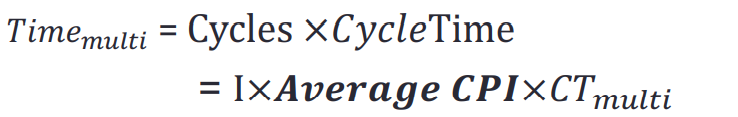 Time_multi = Cycles ×CycleTime
= I×Average CPI×CT_multi